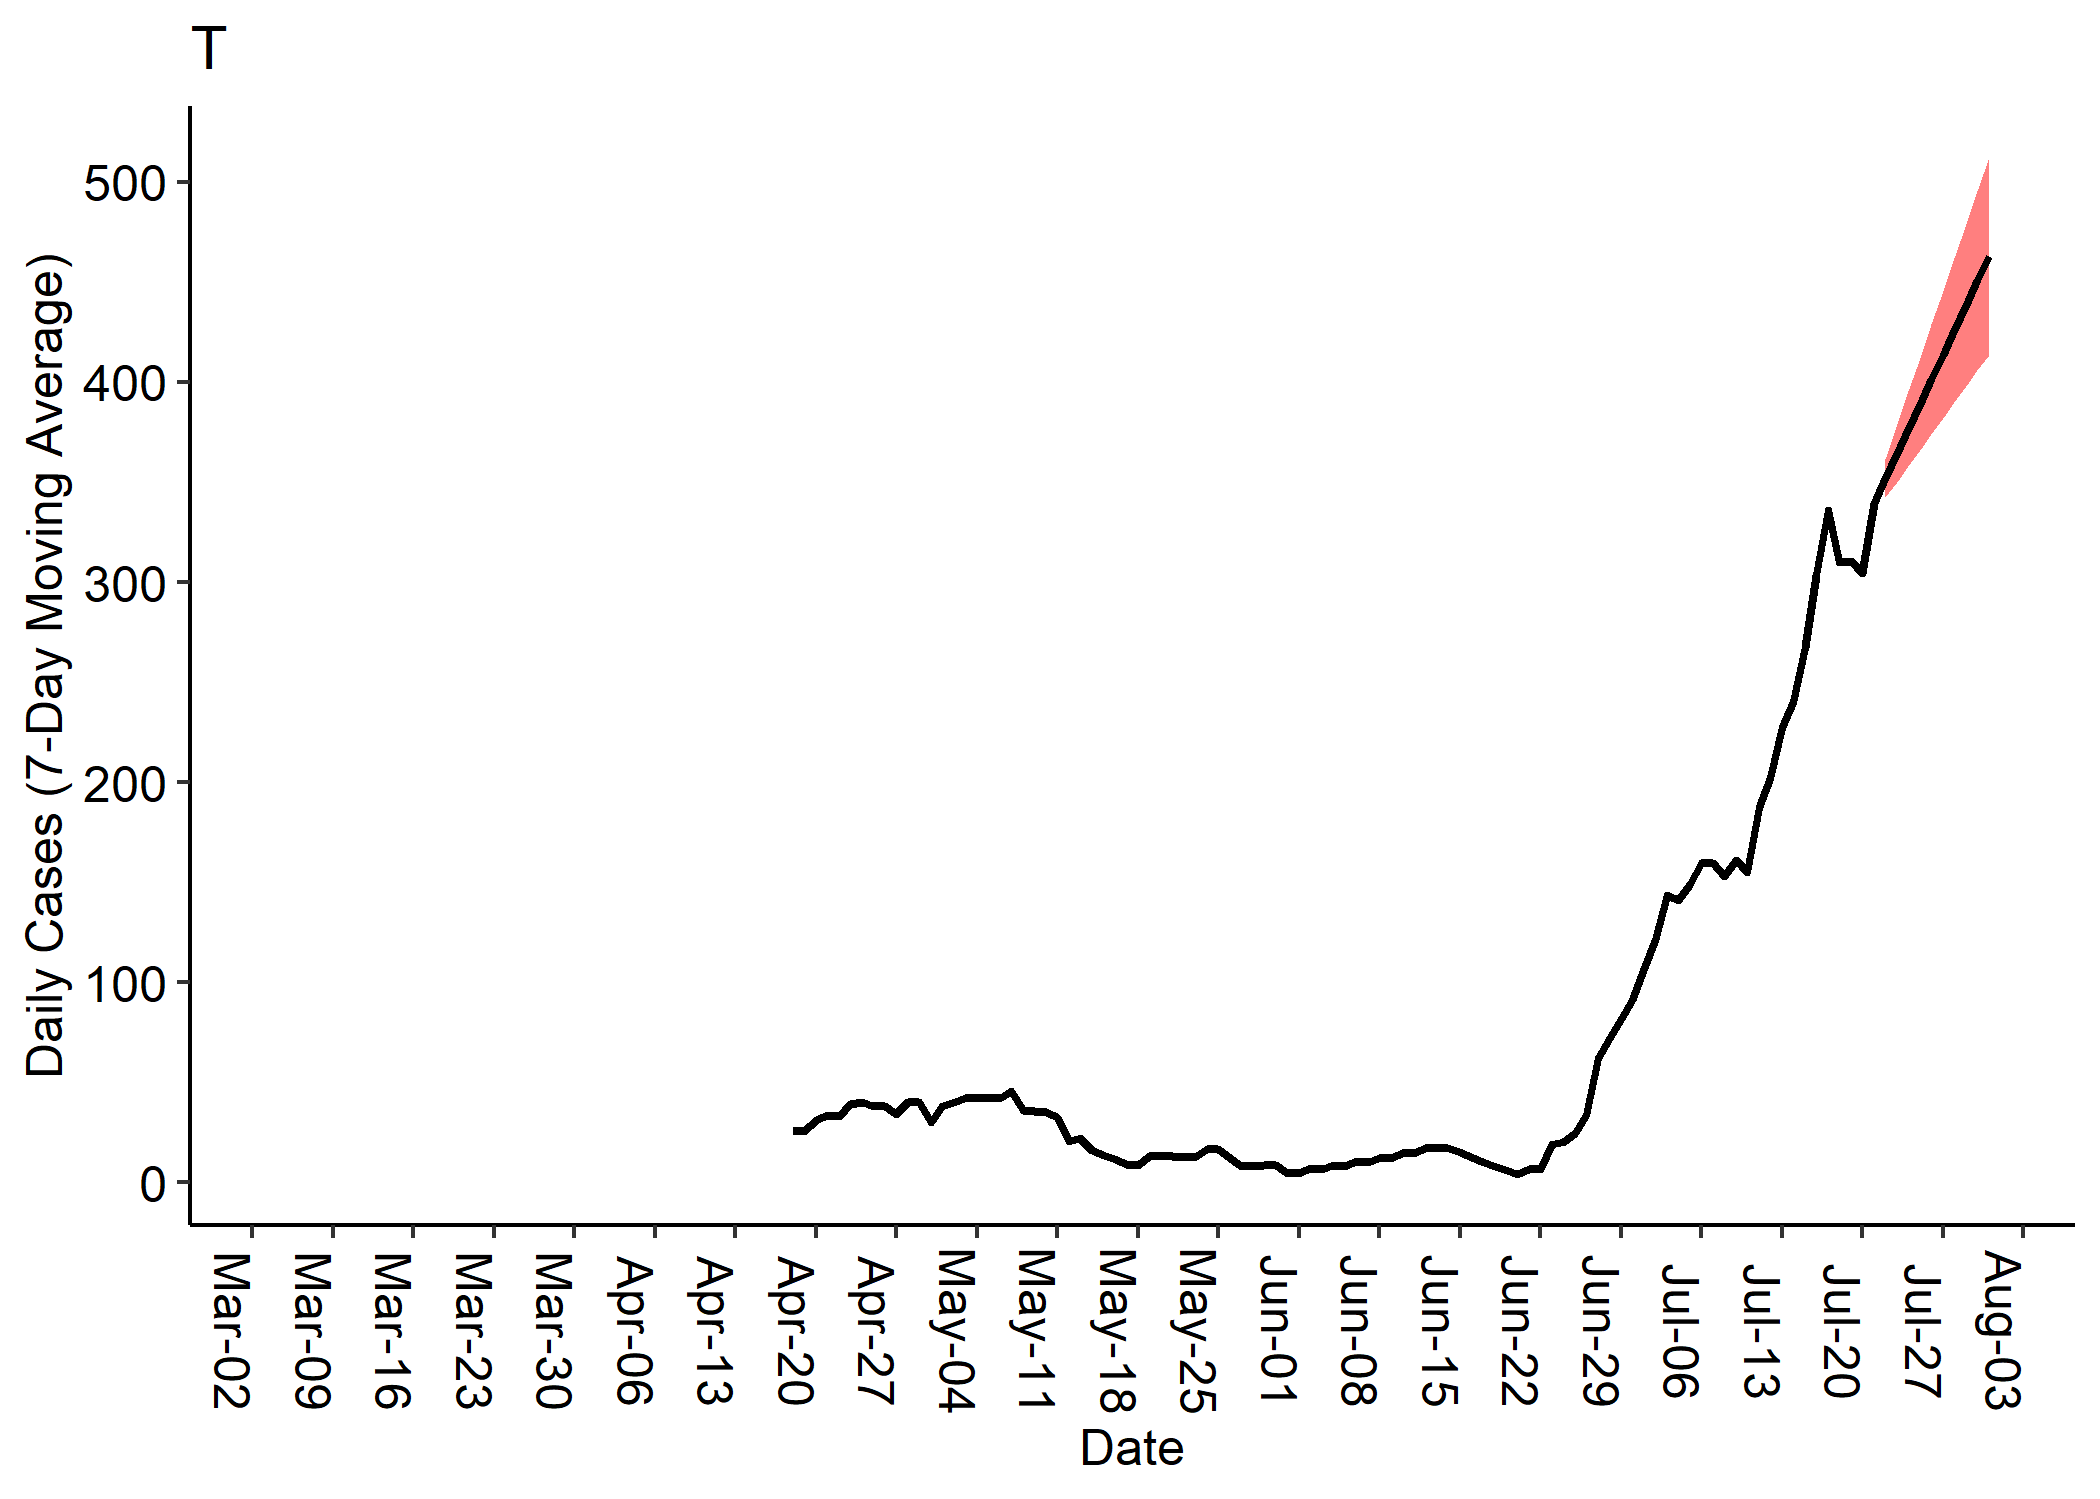 T
Daily Cases (7-Day Moving Average)
500
400
300
200
100
0
Mar-02
Mar-09
Mar-16
Mar-23
Mar-30
Apr-06
Apr-13
Apr-20
Apr-27
May-04
May-11
May-18
May-25
Jun-01
Jun-08
Jun-15
Jun-22
Jun-29
Jul-06
Jul-13
Jul-20
Jul-27
Aug-03
Date